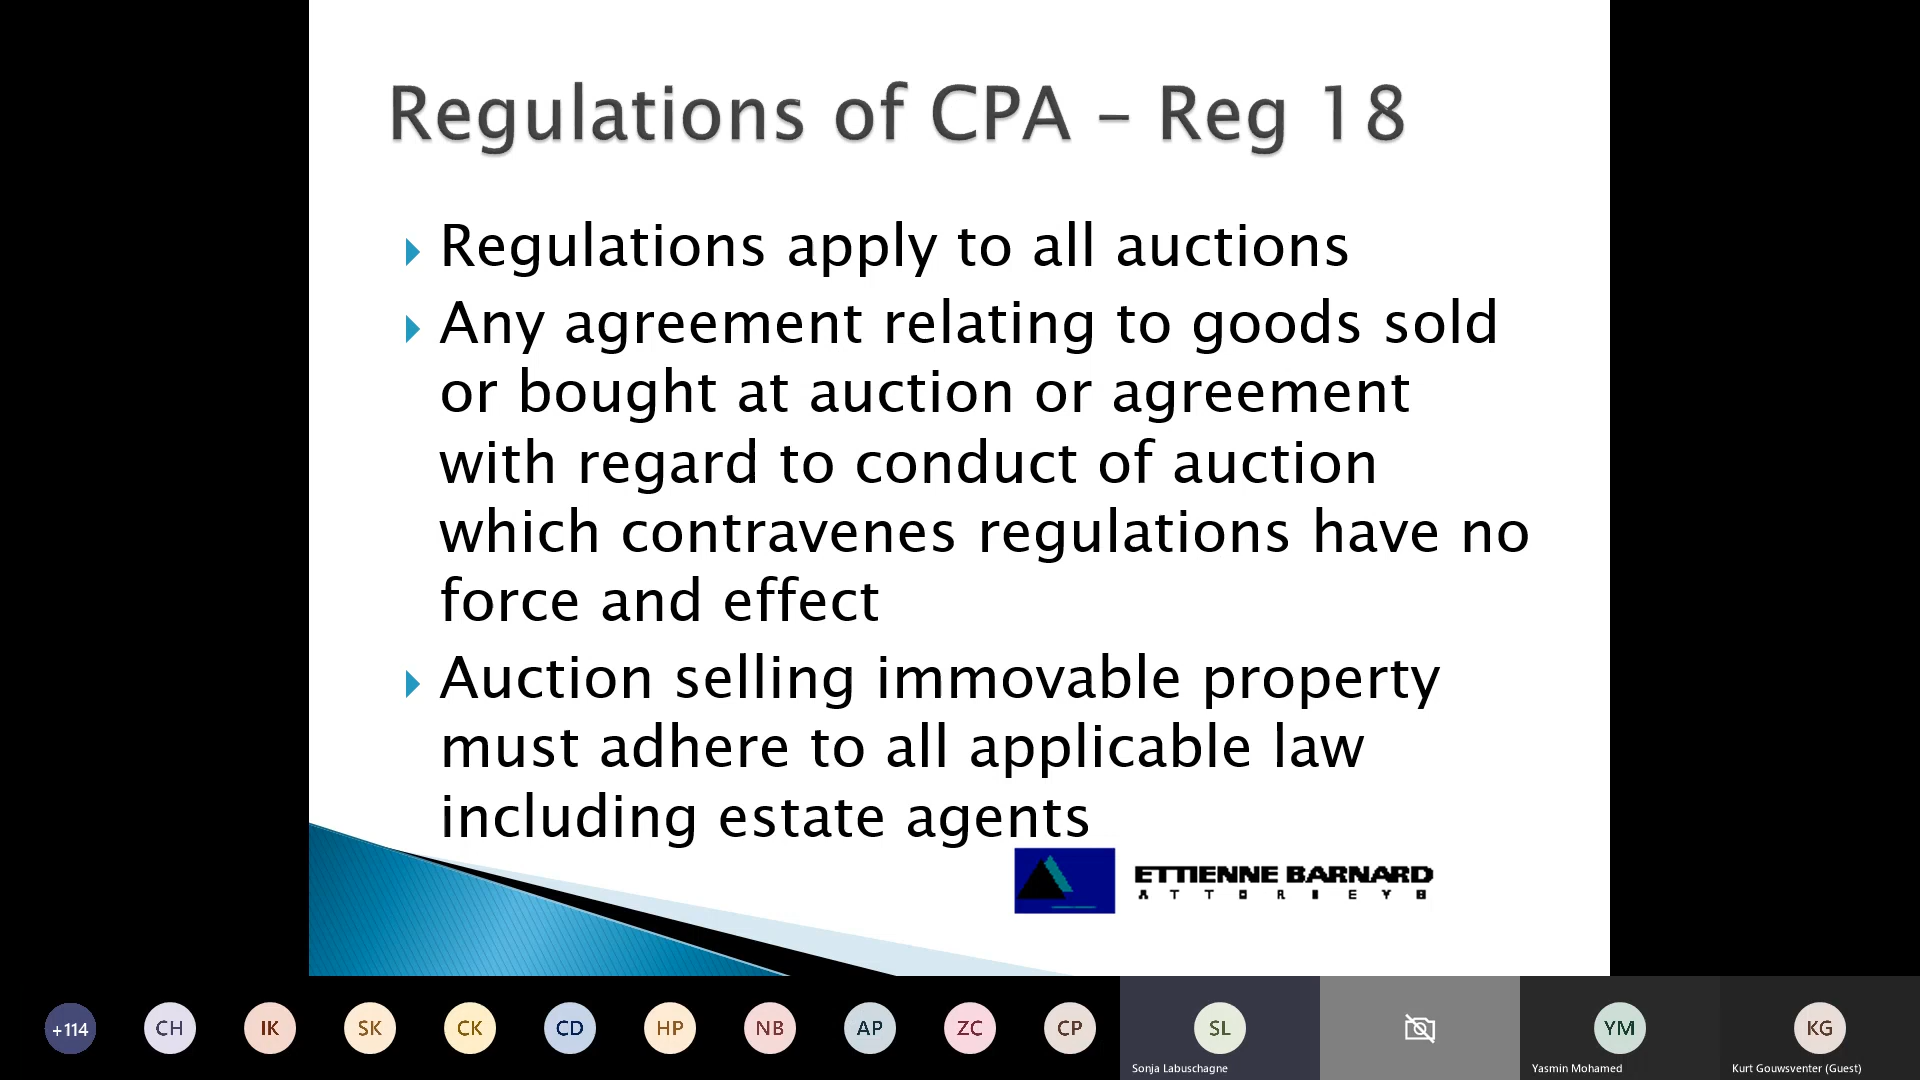 Regulations of CPA – Reg 18
Regulations apply to all auctions
Any agreement relating to goods sold
or bought at auction or agreement
with regard to conduct of auction
which contravenes regulations have no
force and effect
Auction selling immovable property
must adhere to all applicable law
including estate agents
ETTIENNE BARNARD
ATTORNEYS
+114
CH
IK
SK
CK
CD
HP
NB
AP
ZC
CP
SL
YM
KG
Sonja Labuschagne
Yasmin Mohamed
Kurt Gouwsventer (Guest)